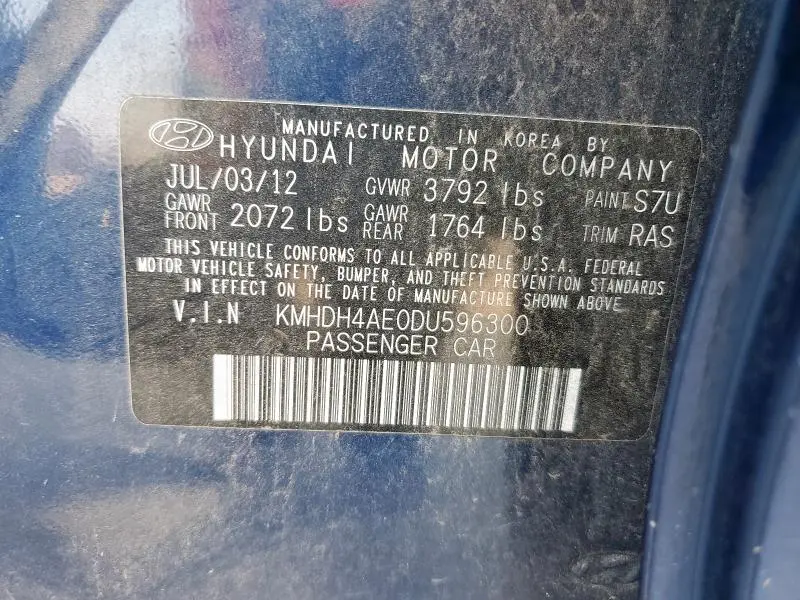 MANUFACTURED IN KOREA BY
HYUNDAI MOTOR COMPANY
JUL/03/12 GVWR 3792 lbs PAINT S7U
GAWR FRONT 2072 lbs GAWR REAR 1764 lbs TRIM RAS
THIS VEHICLE CONFORMS TO ALL APPLICABLE U.S.A. FEDERAL
MOTOR VEHICLE SAFETY, BUMPER, AND THEFT PREVENTION STANDARDS
IN EFFECT ON THE DATE OF MANUFACTURE SHOWN ABOVE
V.I.N KMHDH4AE0DU596300
PASSENGER CAR